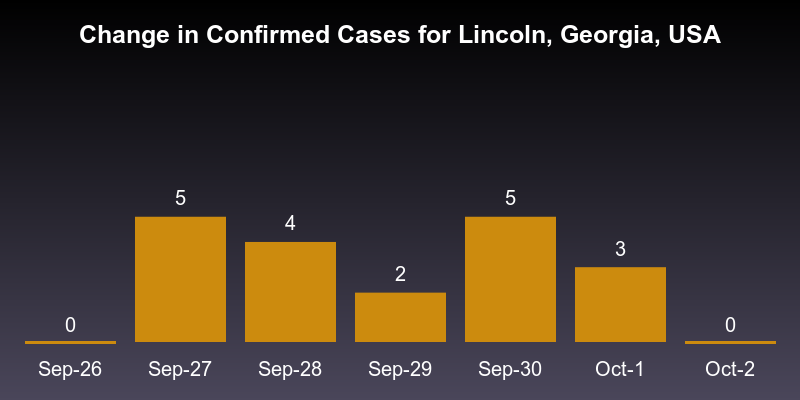 Change in Confirmed Cases for Lincoln, Georgia, USA
0 5 4 2 5 3 0
Sep-26 Sep-27 Sep-28 Sep-29 Sep-30 Oct-1 Oct-2